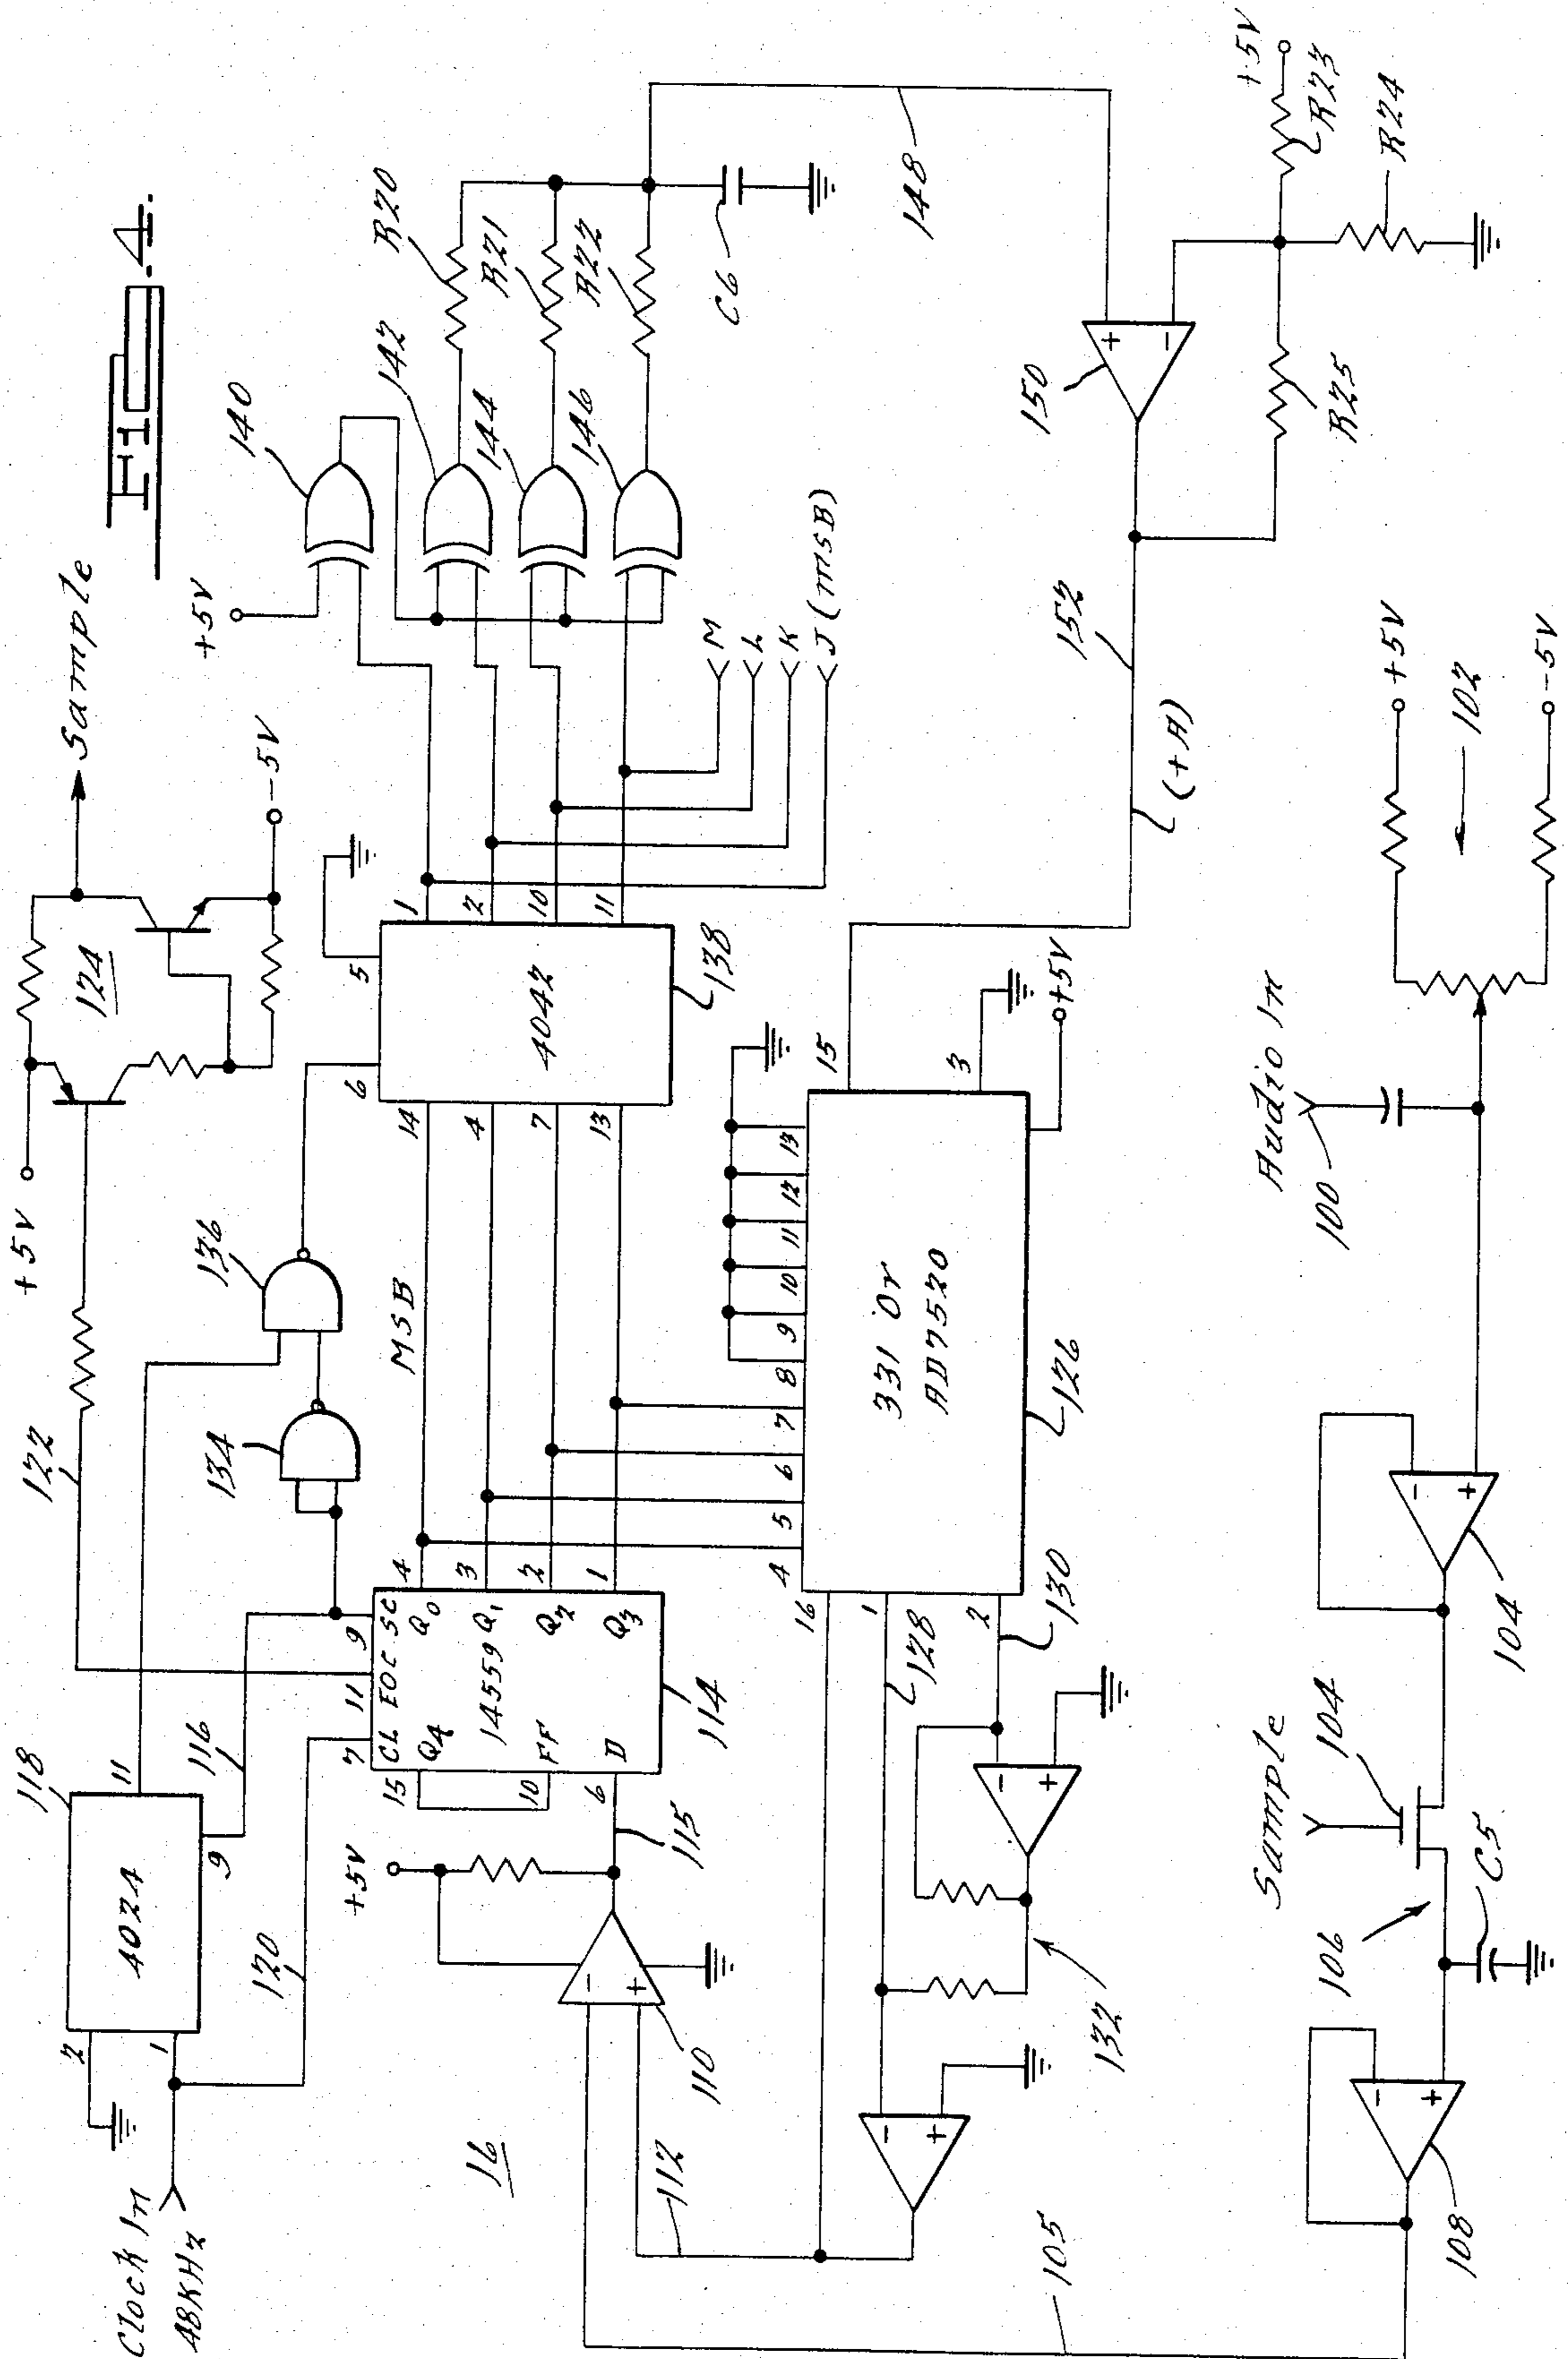 FIG. 4.
Clock In
48KHz
2
1
118
4024
11
9
116
120
122
+5V
124
Sample
-5V
134
136
7
11
9
CL EOC SC
15
Q4
14559
10
FF
6
D
Q0
4
Q1
3
Q2
2
Q3
1
114
115
+5V
110
112
16
105
MSB
14
4
7
13
6
5
4042
138
1
2
10
11
+5V
140
142
144
146
R20
R21
R22
C6
M
L
K
J (MSB)
148
150
+5V
R23
R24
R25
152
(+A)
4
5
6
7
8
9
10
11
12
13
331 Or
AD7520
126
15
3
+5V
16
1
2
128
130
132
Audio In
100
+5V
102
-5V
104
Sample
104
106
C5
108